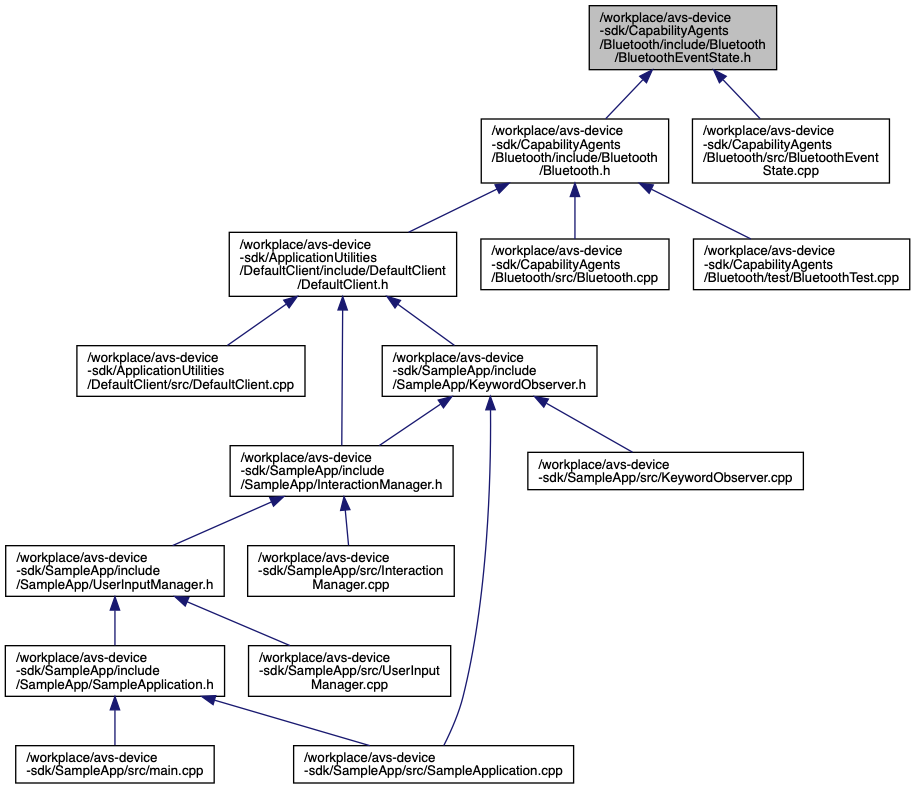 /workplace/avs-device
-sdk/CapabilityAgents
/Bluetooth/include/Bluetooth
/BluetoothEventState.h
/workplace/avs-device
-sdk/CapabilityAgents
/Bluetooth/include/Bluetooth
/Bluetooth.h
/workplace/avs-device
-sdk/CapabilityAgents
/Bluetooth/src/BluetoothEvent
State.cpp
/workplace/avs-device
-sdk/ApplicationUtilities
/DefaultClient/include/DefaultClient
/DefaultClient.h
/workplace/avs-device
-sdk/CapabilityAgents
/Bluetooth/src/Bluetooth.cpp
/workplace/avs-device
-sdk/CapabilityAgents
/Bluetooth/test/BluetoothTest.cpp
/workplace/avs-device
-sdk/ApplicationUtilities
/DefaultClient/src/DefaultClient.cpp
/workplace/avs-device
-sdk/SampleApp/include
/SampleApp/KeywordObserver.h
/workplace/avs-device
-sdk/SampleApp/include
/SampleApp/InteractionManager.h
/workplace/avs-device
-sdk/SampleApp/src/KeywordObserver.cpp
/workplace/avs-device
-sdk/SampleApp/include
/SampleApp/UserInputManager.h
/workplace/avs-device
-sdk/SampleApp/src/Interaction
Manager.cpp
/workplace/avs-device
-sdk/SampleApp/include
/SampleApp/SampleApplication.h
/workplace/avs-device
-sdk/SampleApp/src/UserInput
Manager.cpp
/workplace/avs-device
-sdk/SampleApp/src/main.cpp
/workplace/avs-device
-sdk/SampleApp/src/SampleApplication.cpp